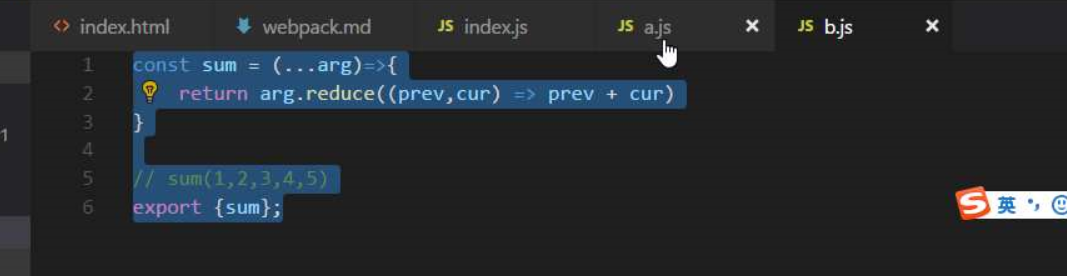 index.html webpack.md JS index.js JS a.js JS b.js
1 const sum = (...arg)=>{
2 return arg.reduce((prev,cur) => prev + cur)
3 }
4
5 // sum(1,2,3,4,5)
6 export {sum};
1
S 英